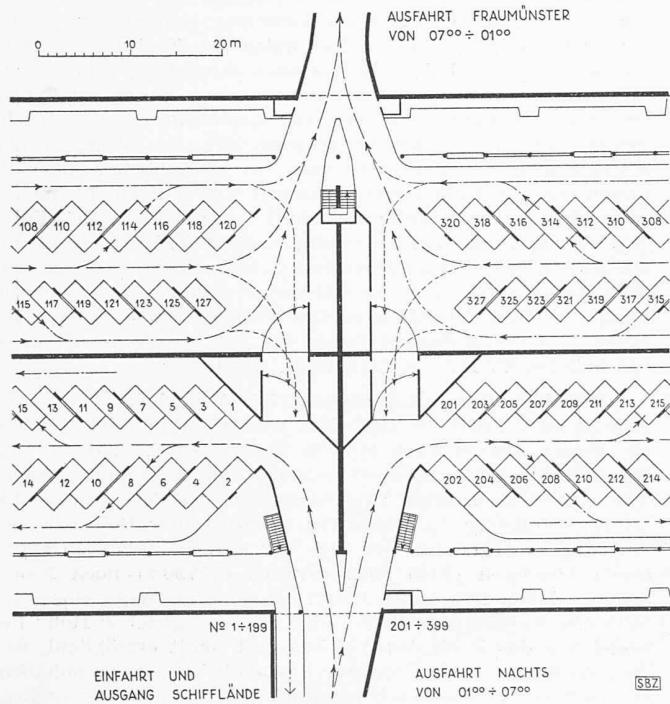 AUSFAHRT FRAUMÜNSTER
VON 07⁰⁰ ÷ 01⁰⁰
0 10 20 m
108 110 112 114 116 118 120
320 318 316 314 312 310 308
115 117 119 121 123 125 127
327 325 323 321 319 317 315
15 13 11 9 7 5 3 1
201 203 205 207 209 211 213 215
14 12 10 8 6 4 2
202 204 206 208 210 212 214
Nº 1÷199
201÷399
EINFAHRT UND
AUSGANG SCHIFFLÄNDE
AUSFAHRT NACHTS
VON 01⁰⁰ ÷ 07⁰⁰
SBZ